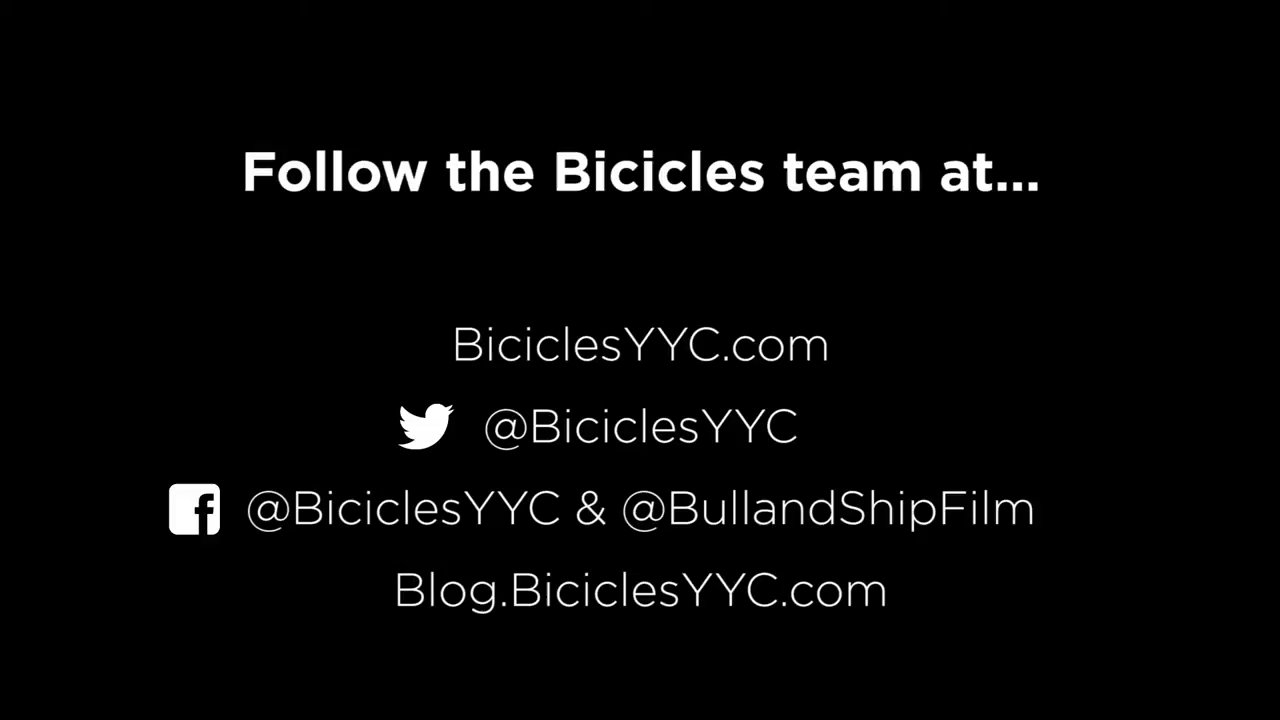 Follow the Bicicles team at...
BiciclesYYC.com
@BiciclesYYC
@BiciclesYYC & @BullandShipFilm
Blog.BiciclesYYC.com